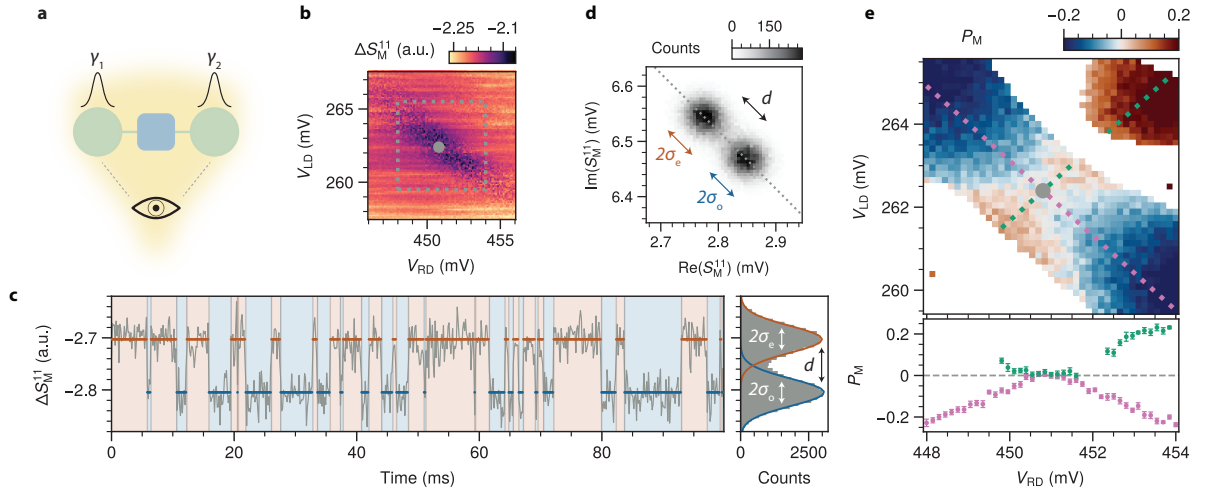 a
γ₁
γ₂
b
ΔS_M^11 (a.u.)
−2.25
−2.1
V_LD (mV)
265
260
450
455
V_RD (mV)
d
Counts
0
150
Im(S_M^11) (mV)
6.6
6.5
6.4
d
2σ_e
2σ_o
2.7
2.8
2.9
Re(S_M^11) (mV)
e
P_M
−0.2
0
0.2
V_LD (mV)
264
262
260
P_M
0.2
0
−0.2
448
450
452
454
V_RD (mV)
c
ΔS_M^11 (a.u.)
−2.7
−2.8
0
20
40
60
80
Time (ms)
2σ_e
d
2σ_o
0
2500
Counts